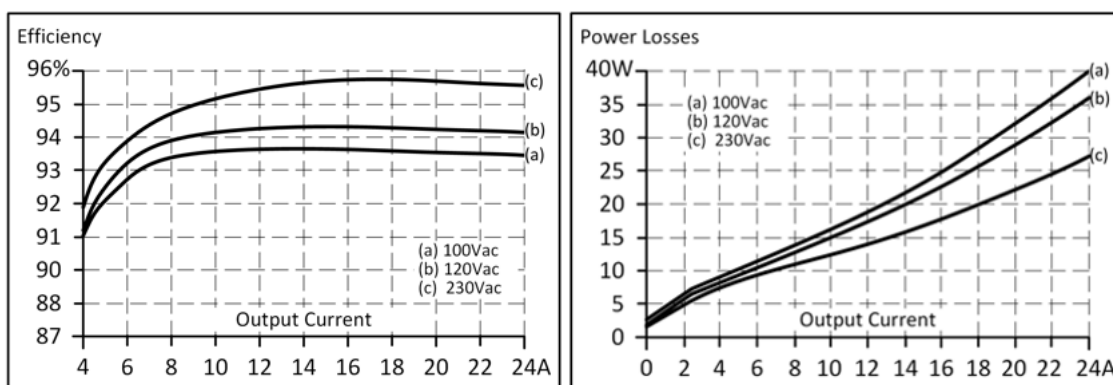 Efficiency
96%
95
94
93
92
91
90
88
87
4 6 8 10 12 14 16 18 20 22 24A
Output Current
(a) 100Vac
(b) 120Vac
(c) 230Vac
(c)
(b)
(a)
Power Losses
40W
35
30
25
20
15
10
5
0
0 2 4 6 8 10 12 14 16 18 20 22 24A
Output Current
(a) 100Vac
(b) 120Vac
(c) 230Vac
(a)
(b)
(c)